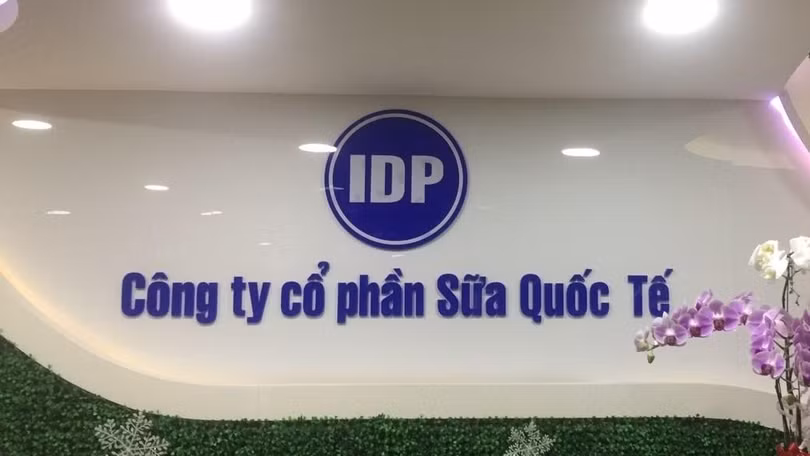 IDP
Công ty cổ phần Sữa Quốc Tế